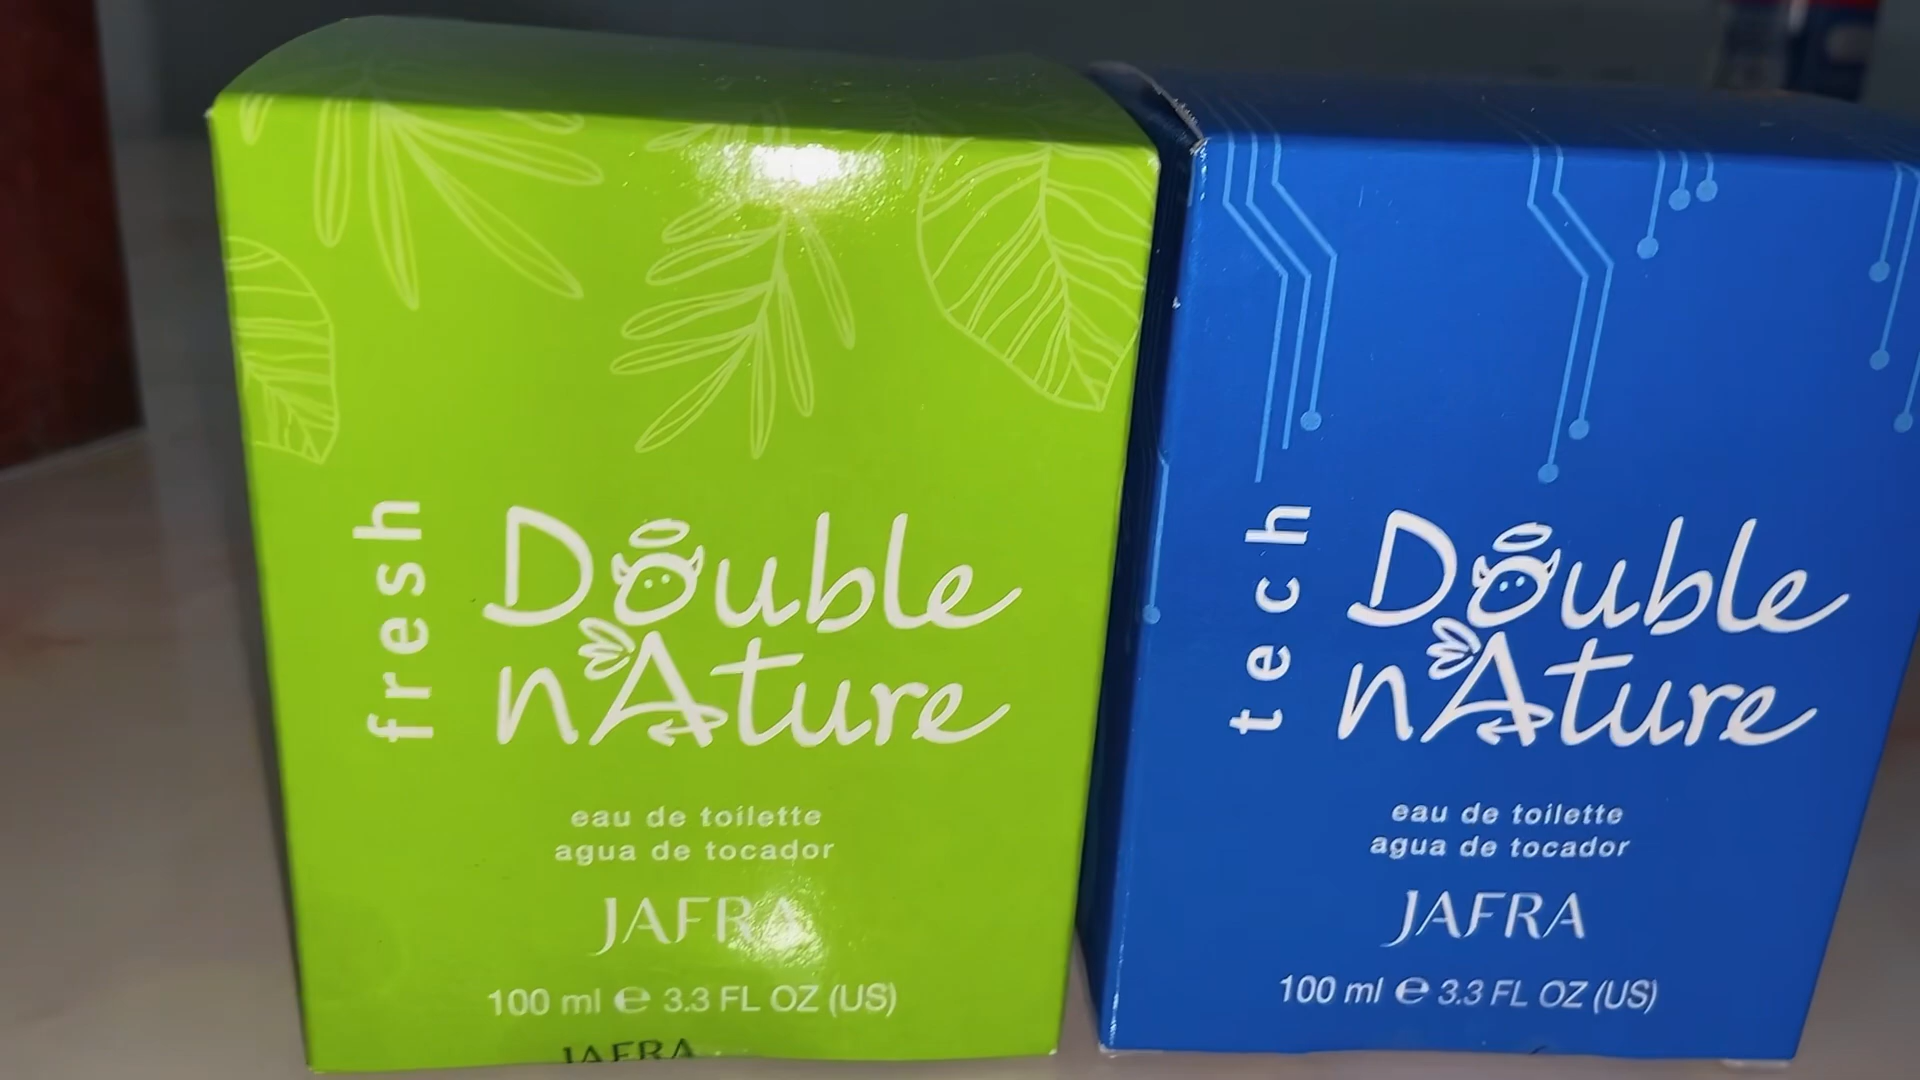 fresh
Double
nAture
eau de toilette
agua de tocador
JAFRA
100 ml e 3.3 FL OZ (US)
JAFRA
tech
Double
nAture
eau de toilette
agua de tocador
JAFRA
100 ml e 3.3 FL OZ (US)